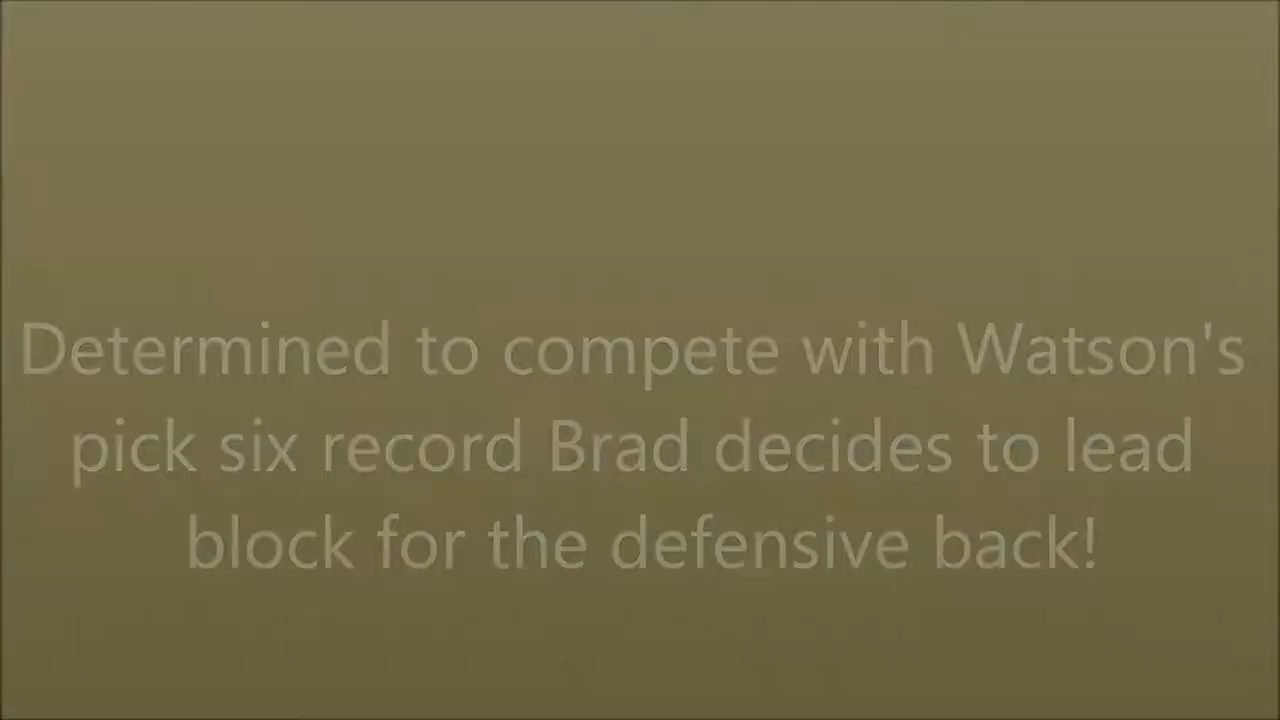 Determined to compete with Watson's
pick six record Brad decides to lead
block for the defensive back!